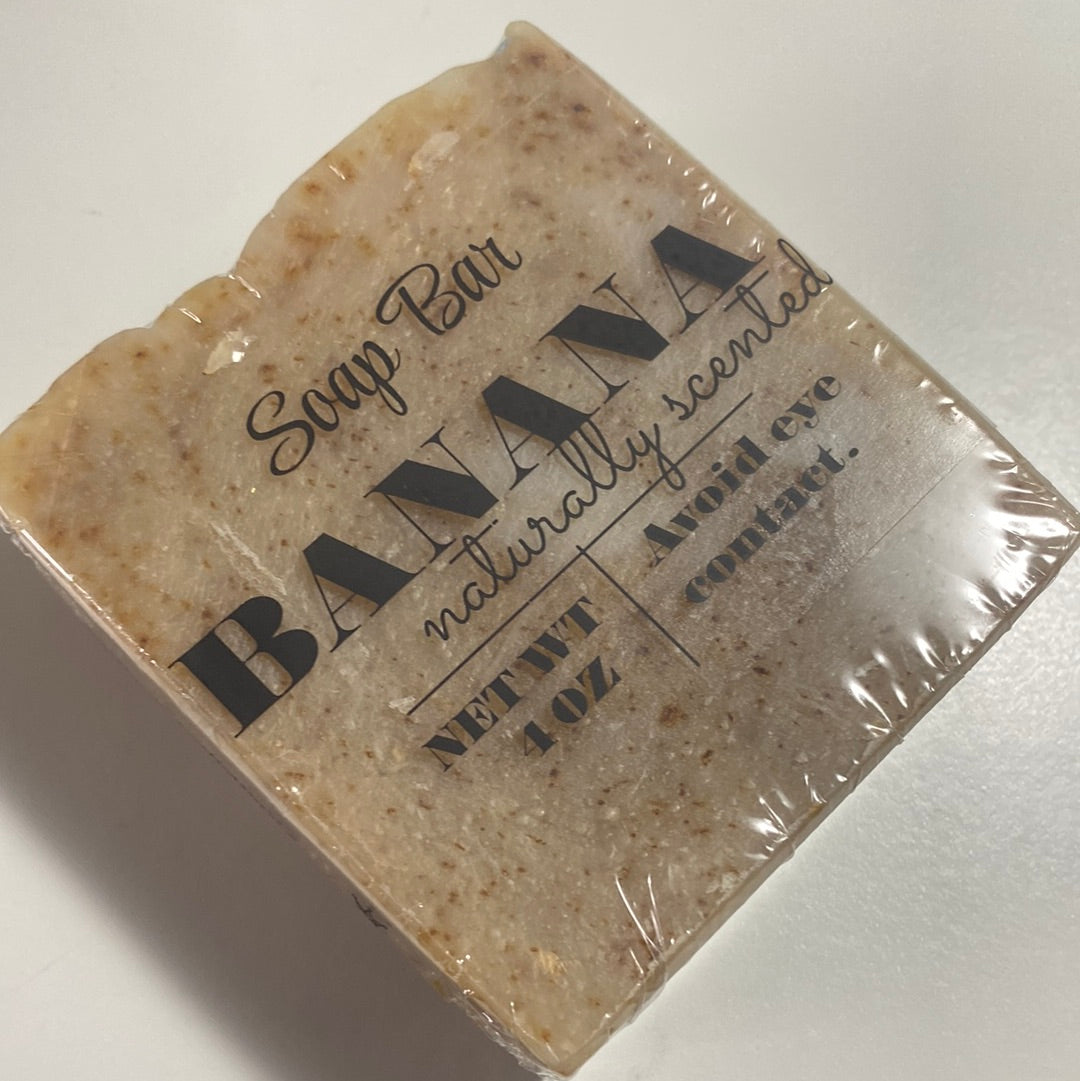 Soap Bar
BANANA
naturally scented
NET WT
4 OZ
Avoid eye
contact.